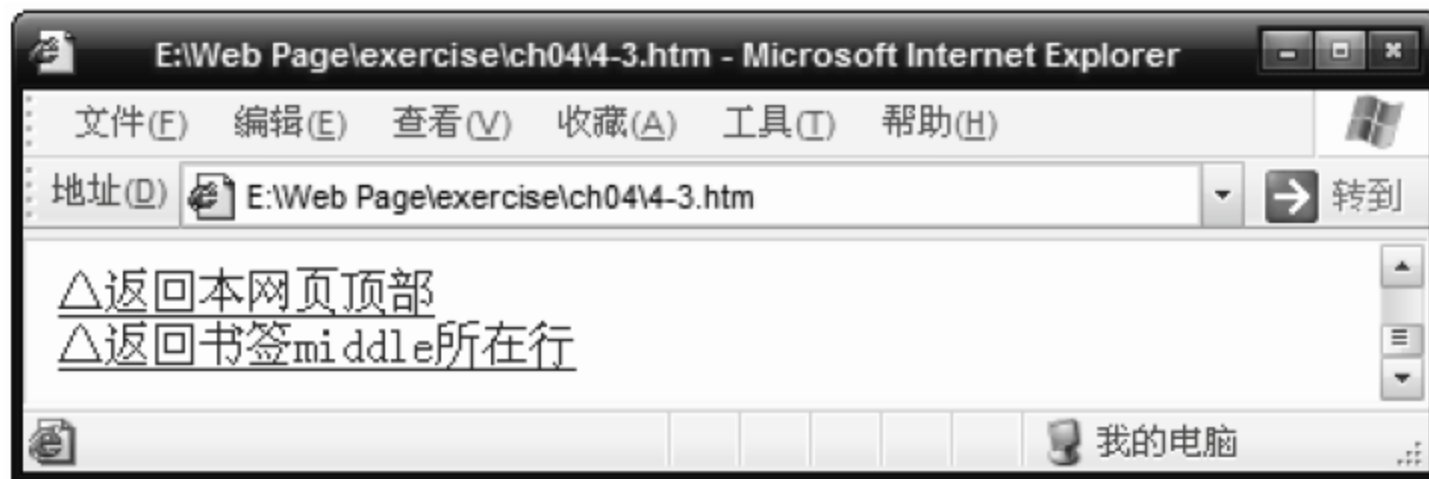 E:\Web Page\exercise\ch04\4-3.htm - Microsoft Internet Explorer
文件(F) 编辑(E) 查看(V) 收藏(A) 工具(T) 帮助(H)
地址(D) E:\Web Page\exercise\ch04\4-3.htm 转到
△返回本网页顶部
△返回书签middle所在行
我的电脑